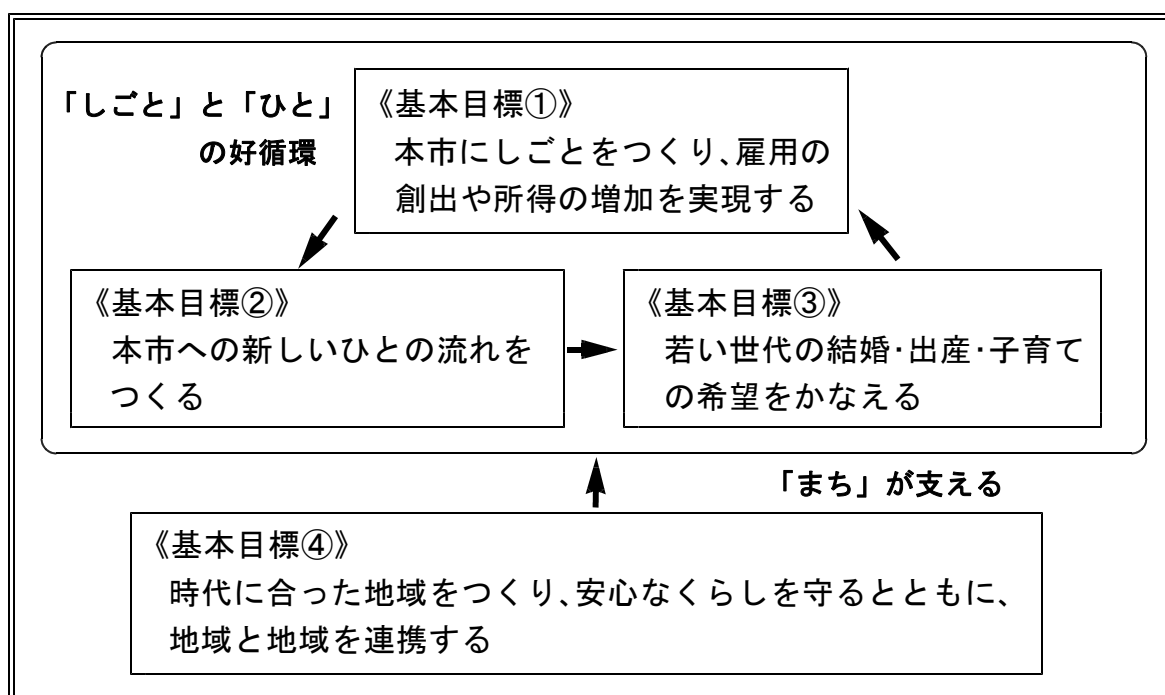 「しごと」と「ひと」
の好循環
《基本目標①》
本市にしごとをつくり、雇用の
創出や所得の増加を実現する
《基本目標②》
本市への新しいひとの流れを
つくる
《基本目標③》
若い世代の結婚・出産・子育て
の希望をかなえる
「まち」が支える
《基本目標④》
時代に合った地域をつくり、安心なくらしを守るとともに、
地域と地域を連携する